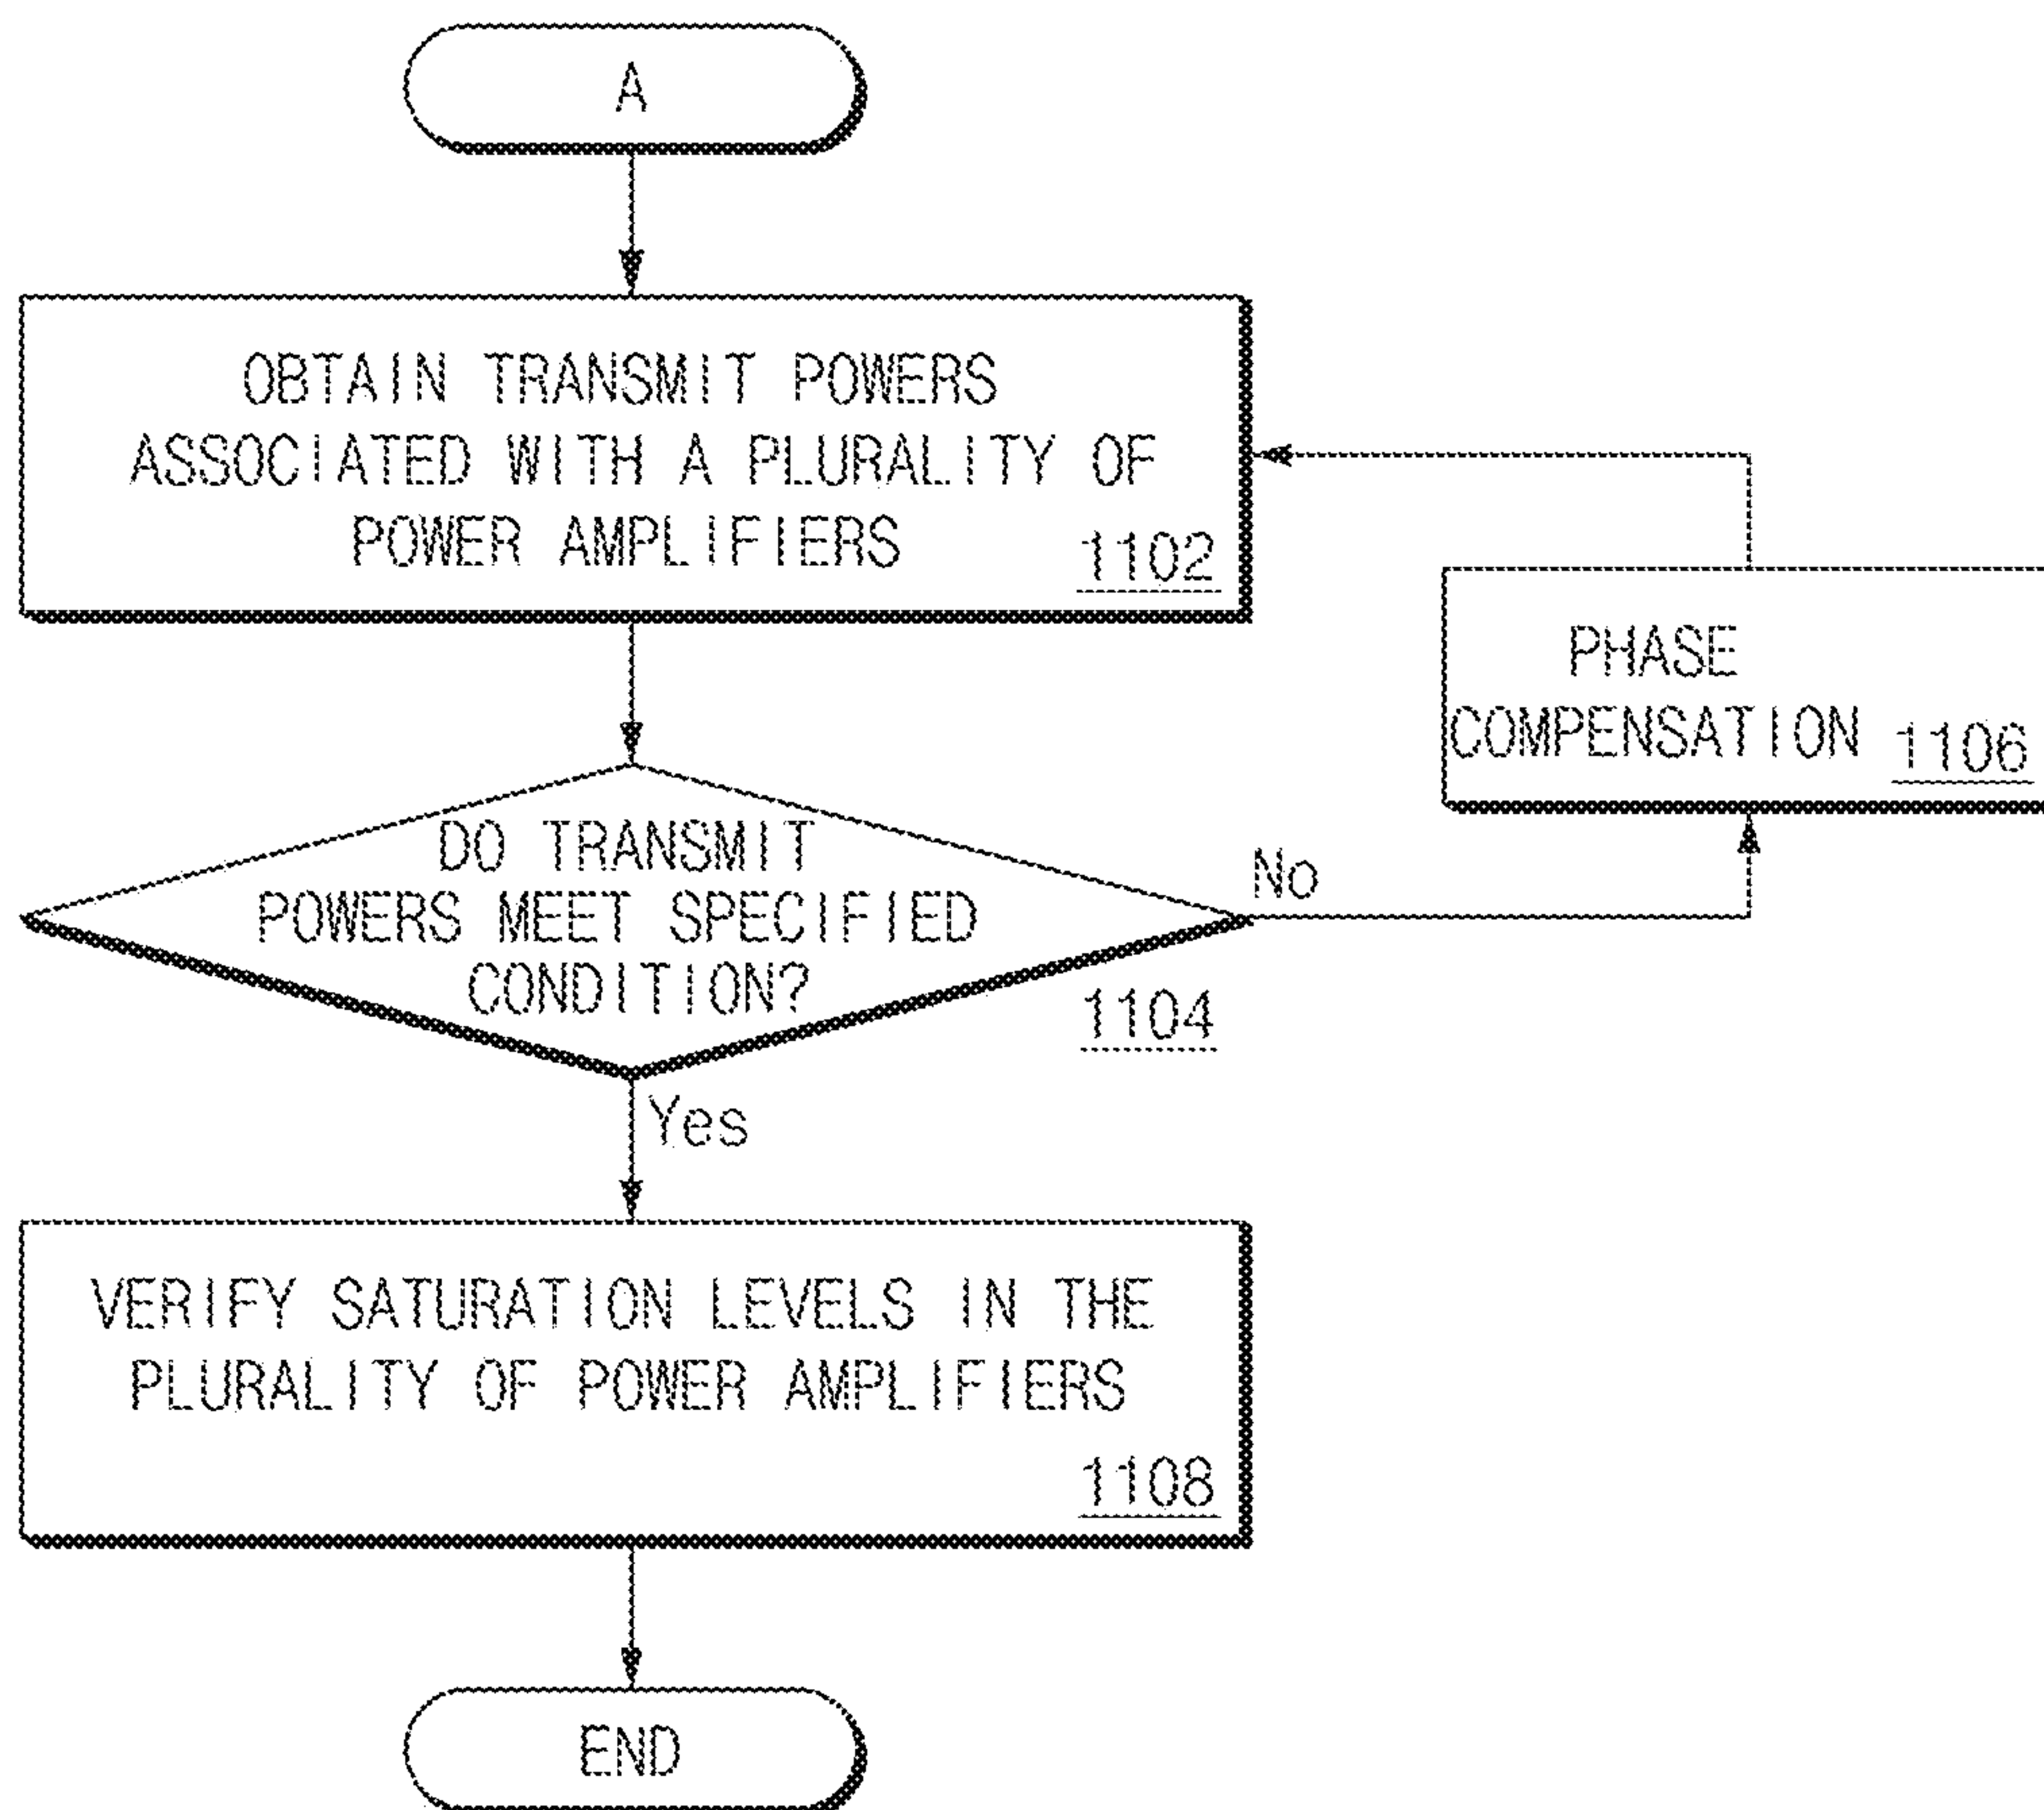 A
OBTAIN TRANSMIT POWERS
ASSOCIATED WITH A PLURALITY OF
POWER AMPLIFIERS
1102
PHASE
COMPENSATION
1106
DO TRANSMIT
POWERS MEET SPECIFIED
CONDITION?
1104
No
Yes
VERIFY SATURATION LEVELS IN THE
PLURALITY OF POWER AMPLIFIERS
1108
END